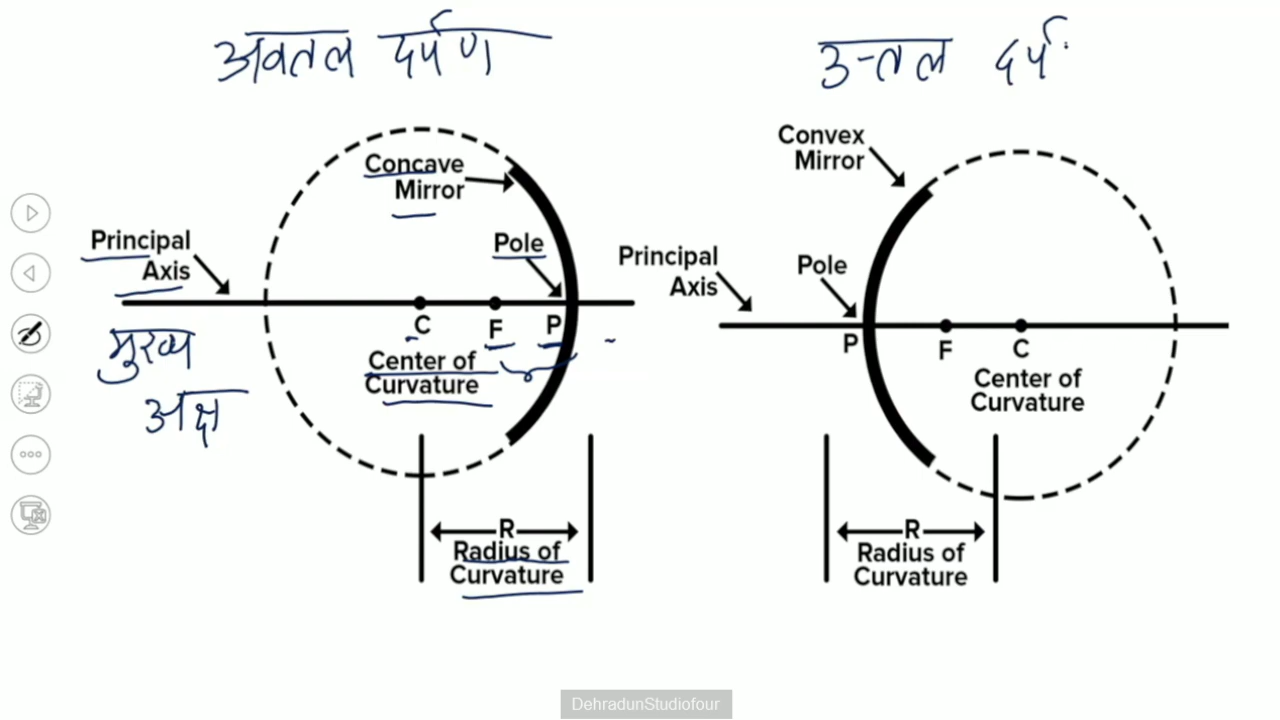 अवतल दर्पण
Concave
Mirror
Principal
Axis
Pole
C
F
P
मुख्य
अक्ष
Center of
Curvature
R
Radius of
Curvature
उन्तल दर्प
Convex
Mirror
Principal
Axis
Pole
P
F
C
Center of
Curvature
R
Radius of
Curvature
DehradunStudiofour